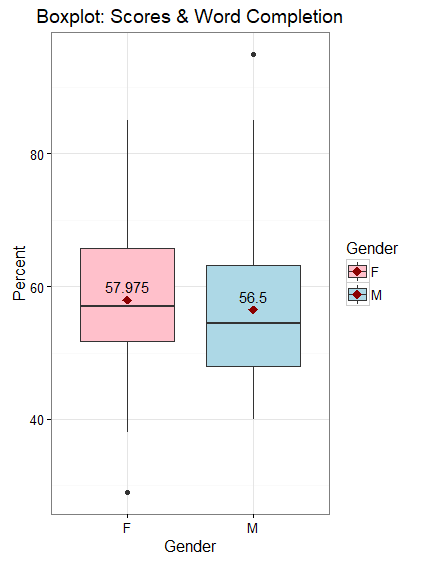 Boxplot: Scores & Word Completion
Percent
80
60
40
57.975
56.5
F
M
Gender
Gender
F
M